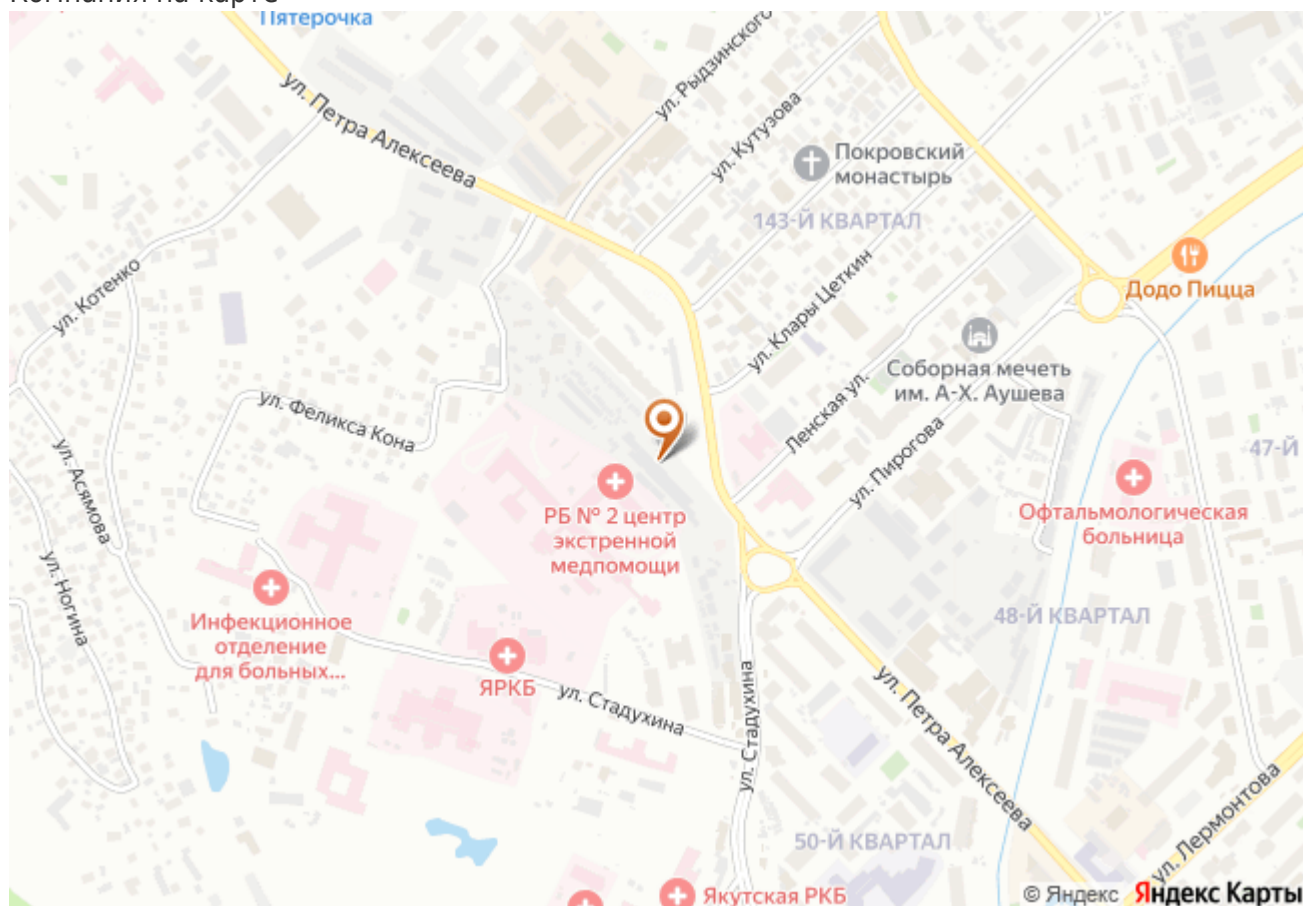 Компания на карте
Пятерочка
ул. Рыдзинского
ул. Петра Алексеева
ул. Кутузова
Покровский
монастырь
143-Й КВАРТАЛ
ул. Котенко
Додо Пицца
ул. Клары Цеткин
Соборная мечеть
им. А-Х. Аушева
ул. Феликса Кона
Ленская ул.
ул. Пирогова
47-Й
ул. Асямова
РБ № 2 центр
экстренной
медпомощи
Офтальмологическая
больница
ул. Ногина
Инфекционное
отделение
для больных...
48-Й КВАРТАЛ
ЯРКБ
ул. Стадухина
ул. Стадухина
ул. Петра Алексеева
ул. Лермонтова
50-Й КВАРТАЛ
Якутская РКБ
© Яндекс Яндекс Карты